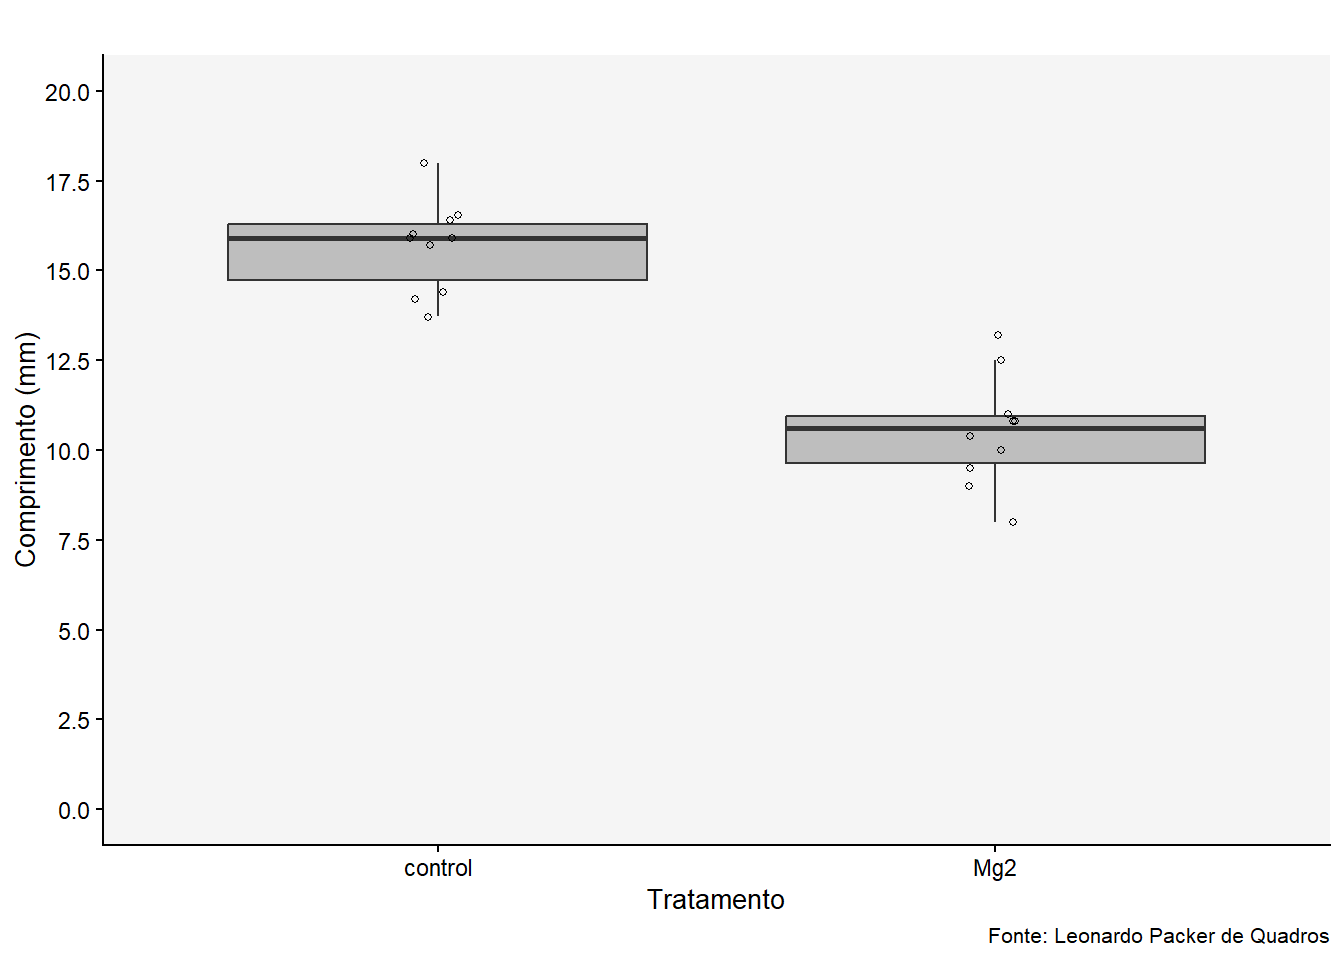 20.0
17.5
15.0
12.5
10.0
7.5
5.0
2.5
0.0
Comprimento (mm)
control
Mg2
Tratamento
Fonte: Leonardo Packer de Quadros